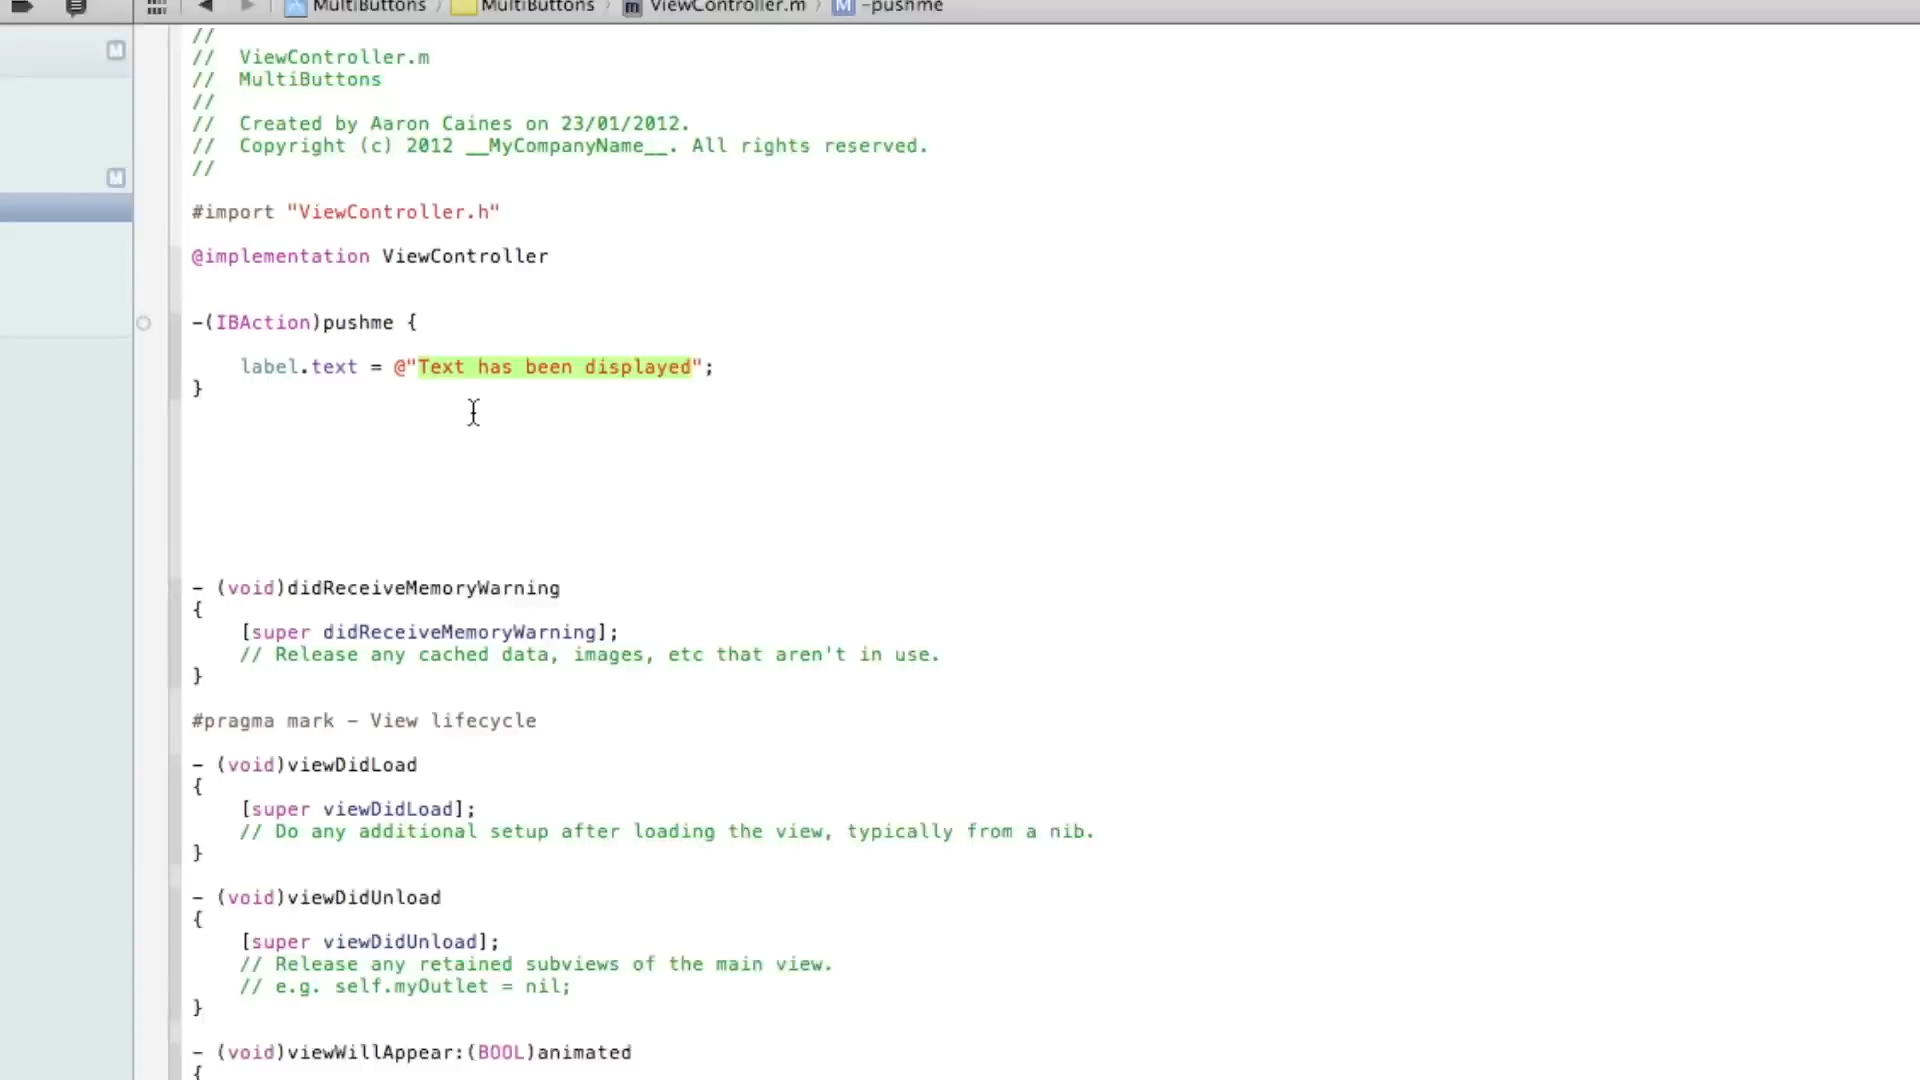 MultiButtons MultiButtons m ViewController.m M -pushme
M
//
// ViewController.m
// MultiButtons
//
// Created by Aaron Caines on 23/01/2012.
// Copyright (c) 2012 __MyCompanyName__. All rights reserved.
//
M
#import "ViewController.h"
@implementation ViewController
-(IBAction)pushme {
label.text = @"Text has been displayed";
}
- (void)didReceiveMemoryWarning
{
[super didReceiveMemoryWarning];
// Release any cached data, images, etc that aren't in use.
}
#pragma mark - View lifecycle
- (void)viewDidLoad
{
[super viewDidLoad];
// Do any additional setup after loading the view, typically from a nib.
}
- (void)viewDidUnload
{
[super viewDidUnload];
// Release any retained subviews of the main view.
// e.g. self.myOutlet = nil;
}
- (void)viewWillAppear:(BOOL)animated
{